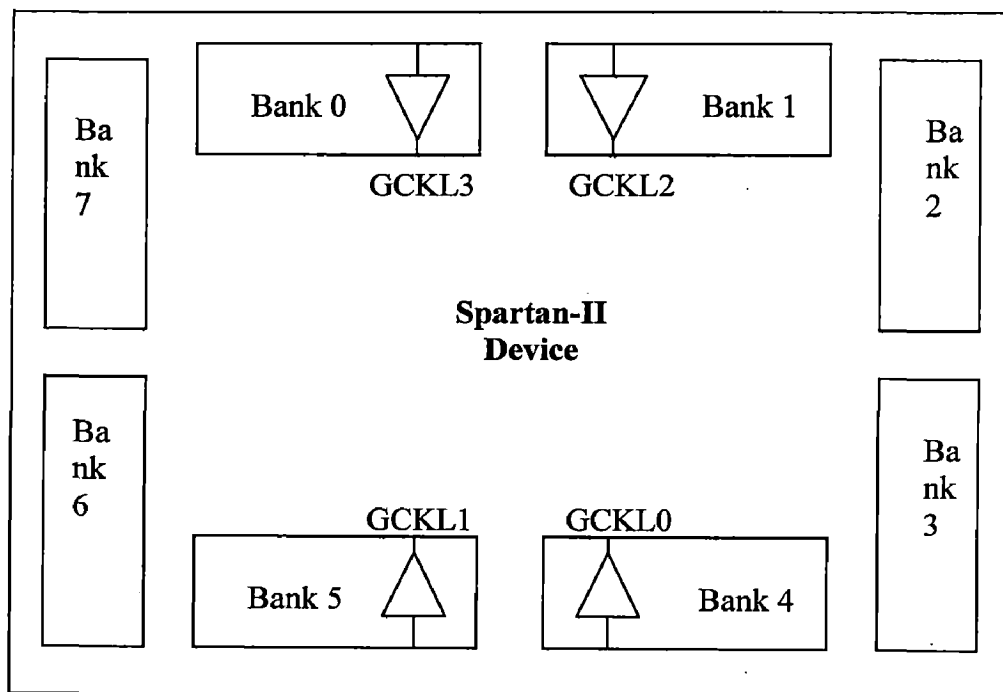 Bank 0
Bank 1
Ba
nk
7
Ba
nk
2
GCKL3
GCKL2
Spartan-II
Device
Ba
nk
6
Ba
nk
3
GCKL1
GCKL0
Bank 5
Bank 4